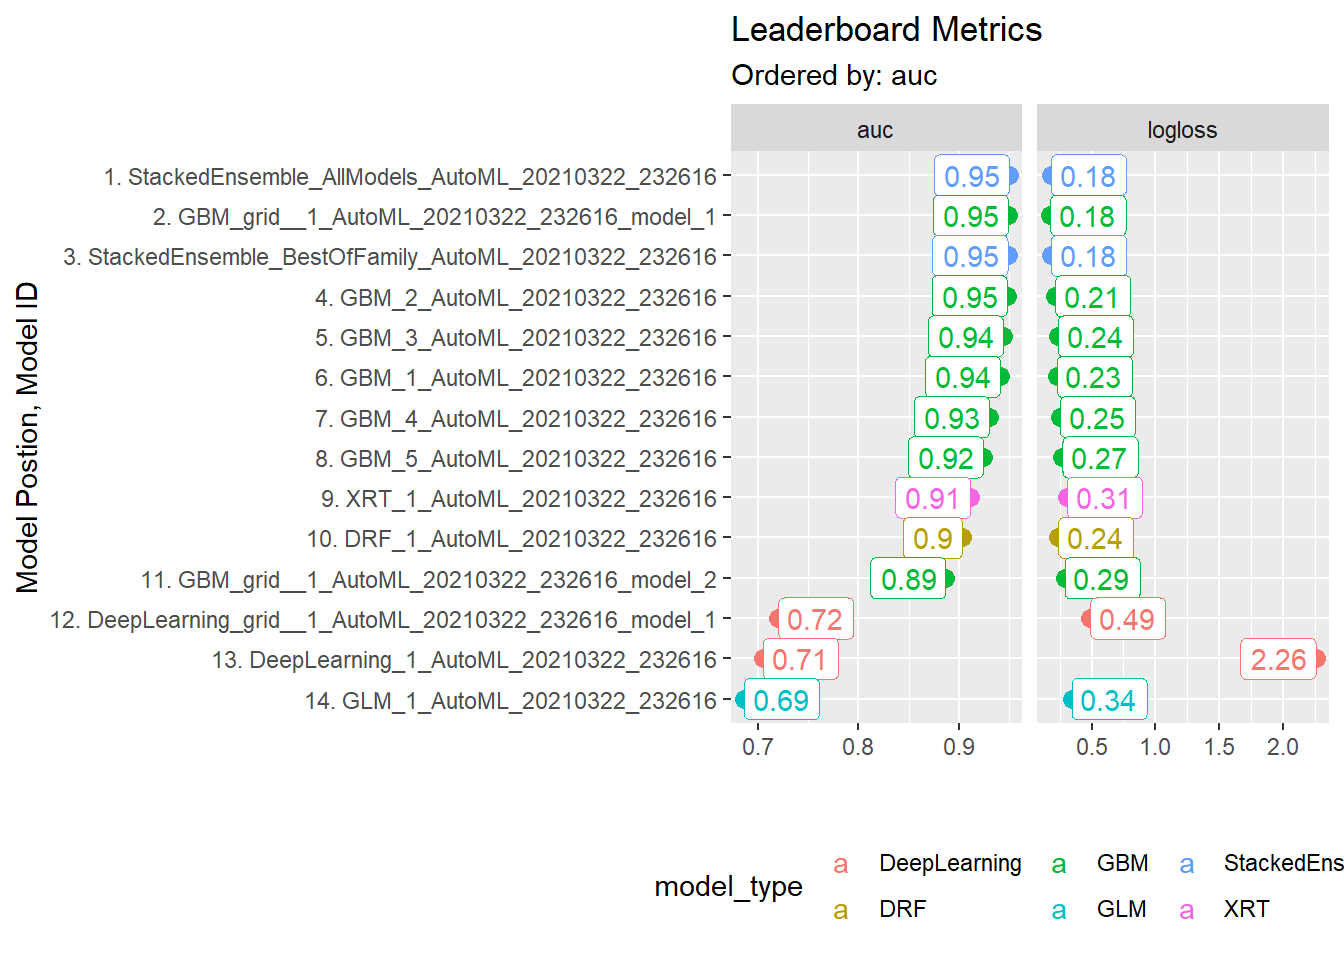 Leaderboard Metrics
Ordered by: auc
auc logloss
Model Postion, Model ID
1. StackedEnsemble_AllModels_AutoML_20210322_232616 0.95 0.18
2. GBM_grid__1_AutoML_20210322_232616_model_1 0.95 0.18
3. StackedEnsemble_BestOfFamily_AutoML_20210322_232616 0.95 0.18
4. GBM_2_AutoML_20210322_232616 0.95 0.21
5. GBM_3_AutoML_20210322_232616 0.94 0.24
6. GBM_1_AutoML_20210322_232616 0.94 0.23
7. GBM_4_AutoML_20210322_232616 0.93 0.25
8. GBM_5_AutoML_20210322_232616 0.92 0.27
9. XRT_1_AutoML_20210322_232616 0.91 0.31
10. DRF_1_AutoML_20210322_232616 0.9 0.24
11. GBM_grid__1_AutoML_20210322_232616_model_2 0.89 0.29
12. DeepLearning_grid__1_AutoML_20210322_232616_model_1 0.72 0.49
13. DeepLearning_1_AutoML_20210322_232616 0.71 2.26
14. GLM_1_AutoML_20210322_232616 0.69 0.34
0.7 0.8 0.9 0.5 1.0 1.5 2.0
model_type
a DeepLearning a GBM a StackedEns
a DRF a GLM a XRT